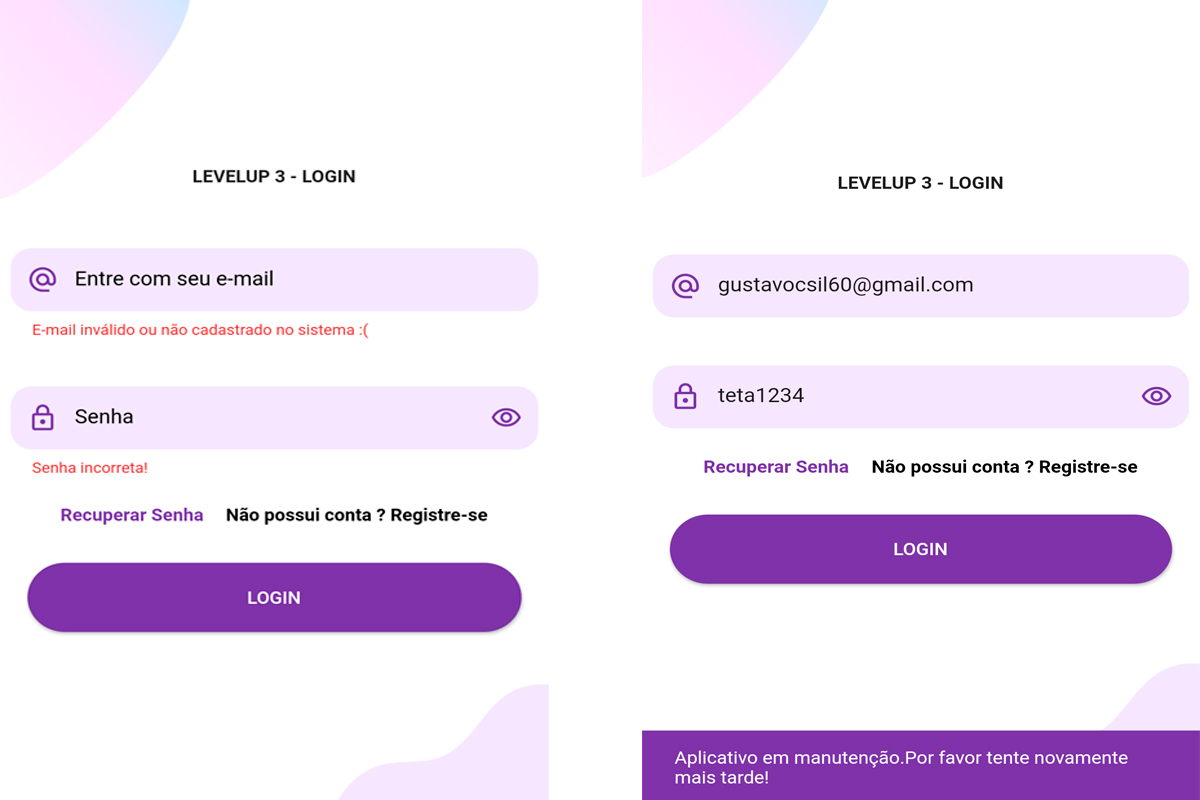 LEVELUP 3 - LOGIN
Entre com seu e-mail
E-mail inválido ou não cadastrado no sistema :(
Senha
Senha incorreta!
Recuperar Senha Não possui conta ? Registre-se
LOGIN
LEVELUP 3 - LOGIN
gustavocsil60@gmail.com
teta1234
Recuperar Senha Não possui conta ? Registre-se
LOGIN
Aplicativo em manutenção.Por favor tente novamente
mais tarde!